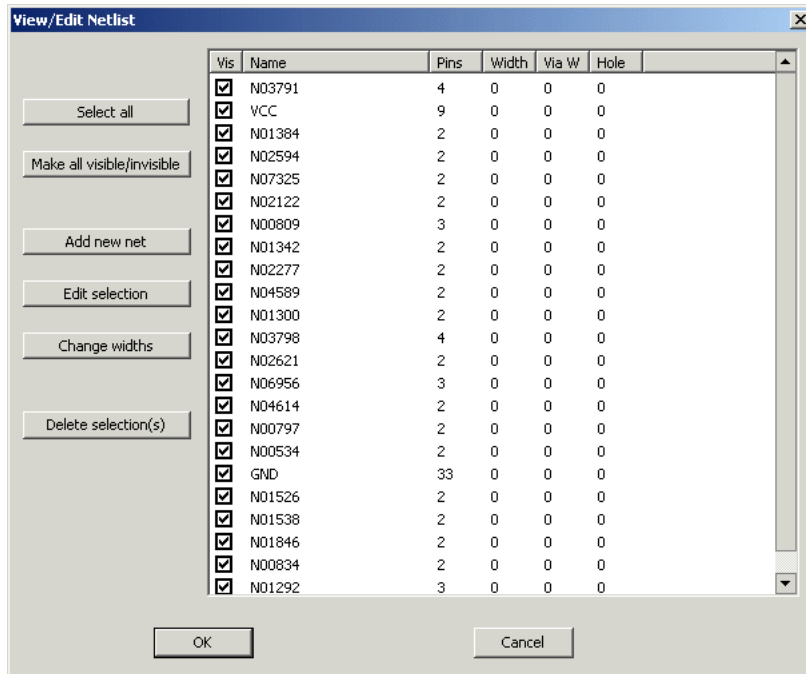 View/Edit Netlist
Vis Name Pins Width Via W Hole
N03791 4 0 0 0
VCC 9 0 0 0
N01384 2 0 0 0
N02594 2 0 0 0
N07325 2 0 0 0
N02122 2 0 0 0
N00809 3 0 0 0
N01342 2 0 0 0
N02277 2 0 0 0
N04589 2 0 0 0
N01300 2 0 0 0
N03798 4 0 0 0
N02621 2 0 0 0
N06956 3 0 0 0
N04614 2 0 0 0
N00797 2 0 0 0
N00534 2 0 0 0
GND 33 0 0 0
N01526 2 0 0 0
N01538 2 0 0 0
N01846 2 0 0 0
N00834 2 0 0 0
N01292 3 0 0 0
Select all
Make all visible/invisible
Add new net
Edit selection
Change widths
Delete selection(s)
OK
Cancel